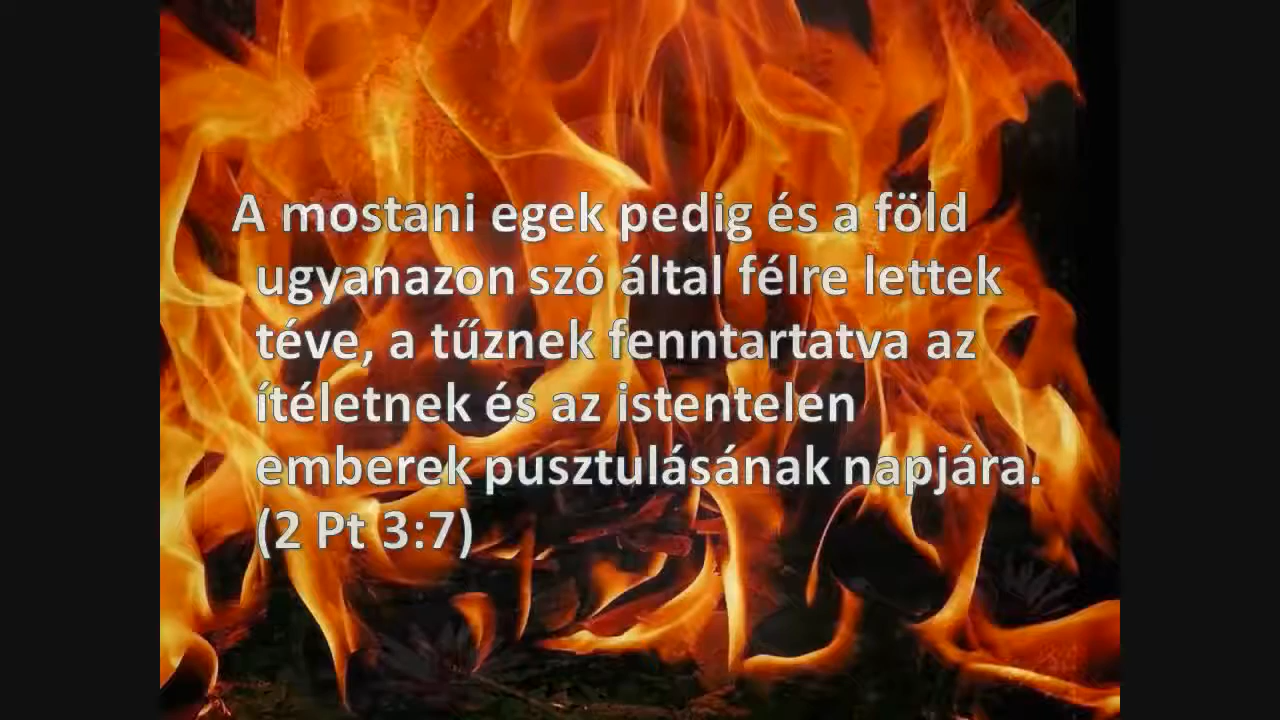 A mostani egek pedig és a föld
ugyanazon szó által félre lettek
téve, a tűznek fenntartatva az
ítéletnek és az istentelen
emberek pusztulásának napjára.
(2 Pt 3:7)